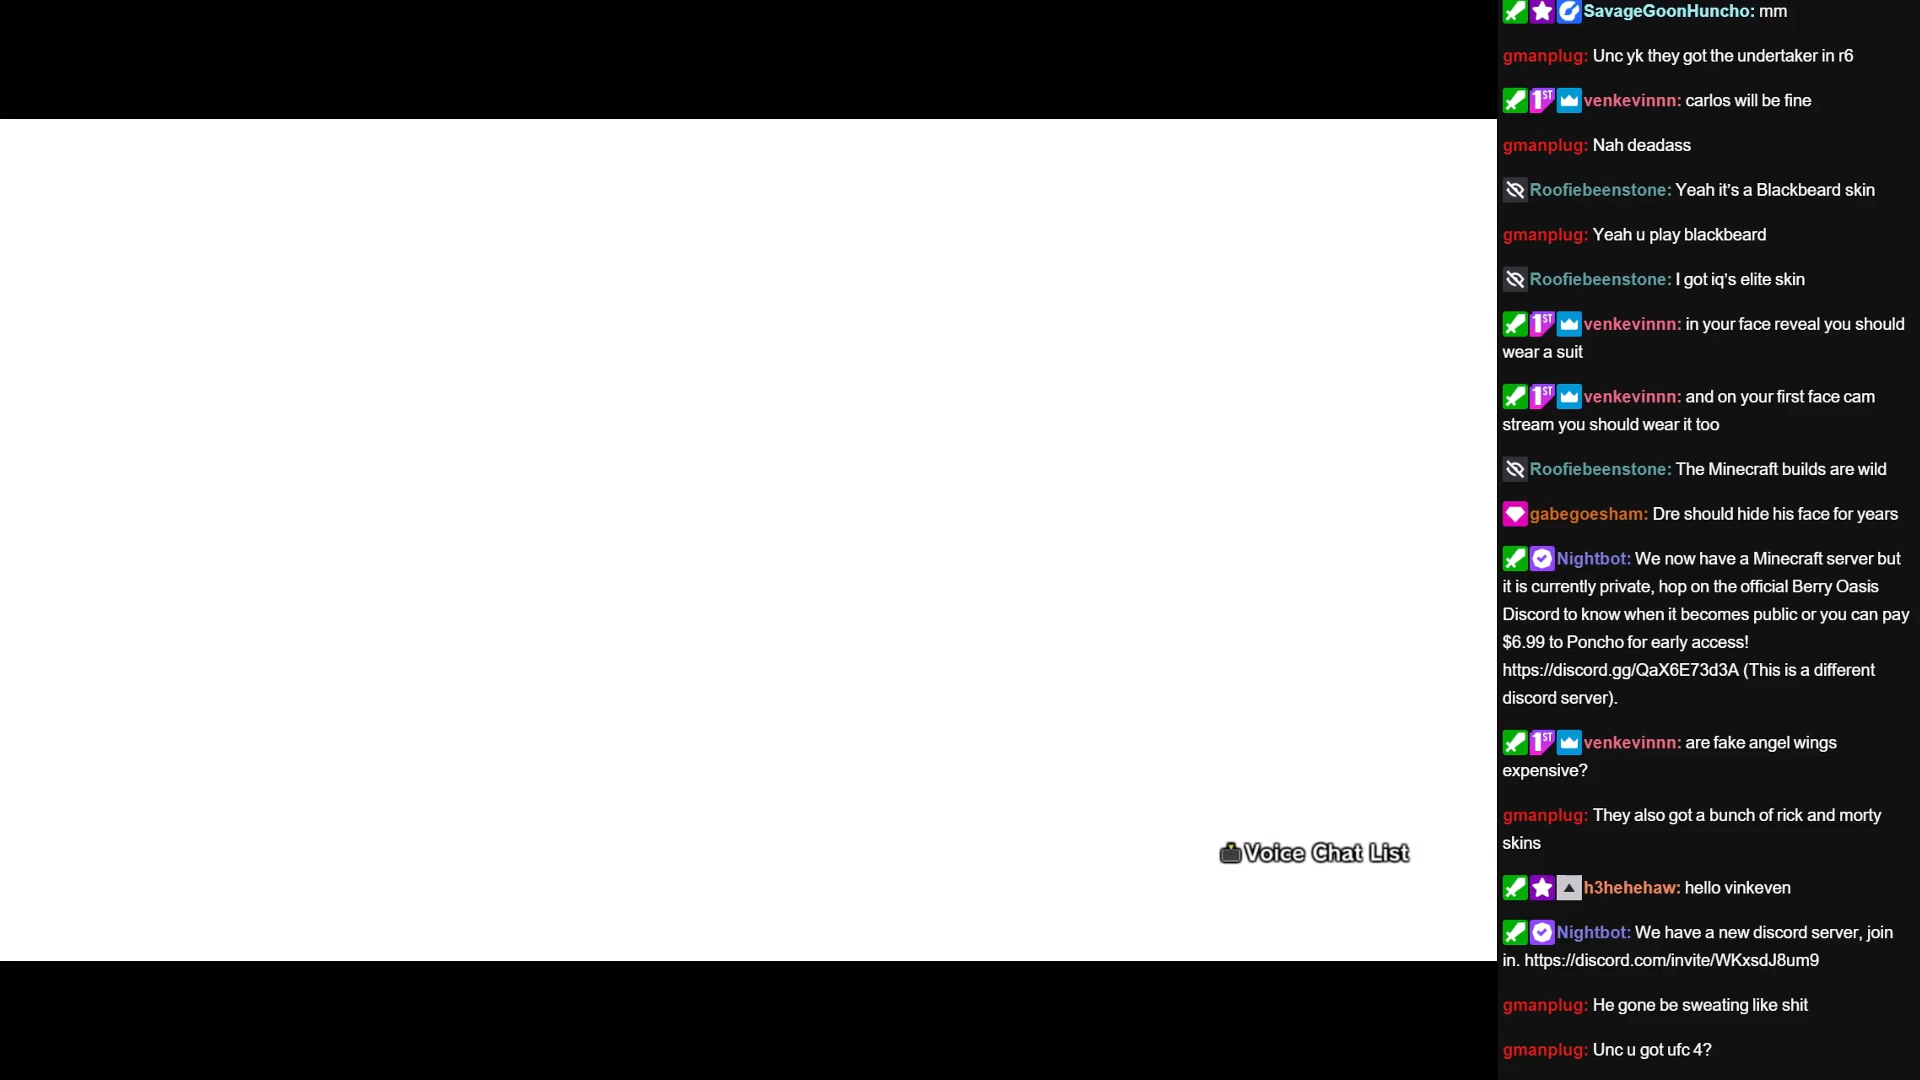 SavageGoonHuncho: mm
gmanplug: Unc yk they got the undertaker in r6
1ST venkevinnn: carlos will be fine
gmanplug: Nah deadass
Roofiebeenstone: Yeah it's a Blackbeard skin
gmanplug: Yeah u play blackbeard
Roofiebeenstone: I got iq's elite skin
1ST venkevinnn: in your face reveal you should
wear a suit
1ST venkevinnn: and on your first face cam
stream you should wear it too
Roofiebeenstone: The Minecraft builds are wild
gabegoesham: Dre should hide his face for years
Nightbot: We now have a Minecraft server but
it is currently private, hop on the official Berry Oasis
Discord to know when it becomes public or you can pay
$6.99 to Poncho for early access!
https://discord.gg/QaX6E73d3A (This is a different
discord server).
1ST venkevinnn: are fake angel wings
expensive?
gmanplug: They also got a bunch of rick and morty
skins
Voice Chat List
h3hehehaw: hello vinkeven
Nightbot: We have a new discord server, join
in. https://discord.com/invite/WKxsdJ8um9
gmanplug: He gone be sweating like shit
gmanplug: Unc u got ufc 4?